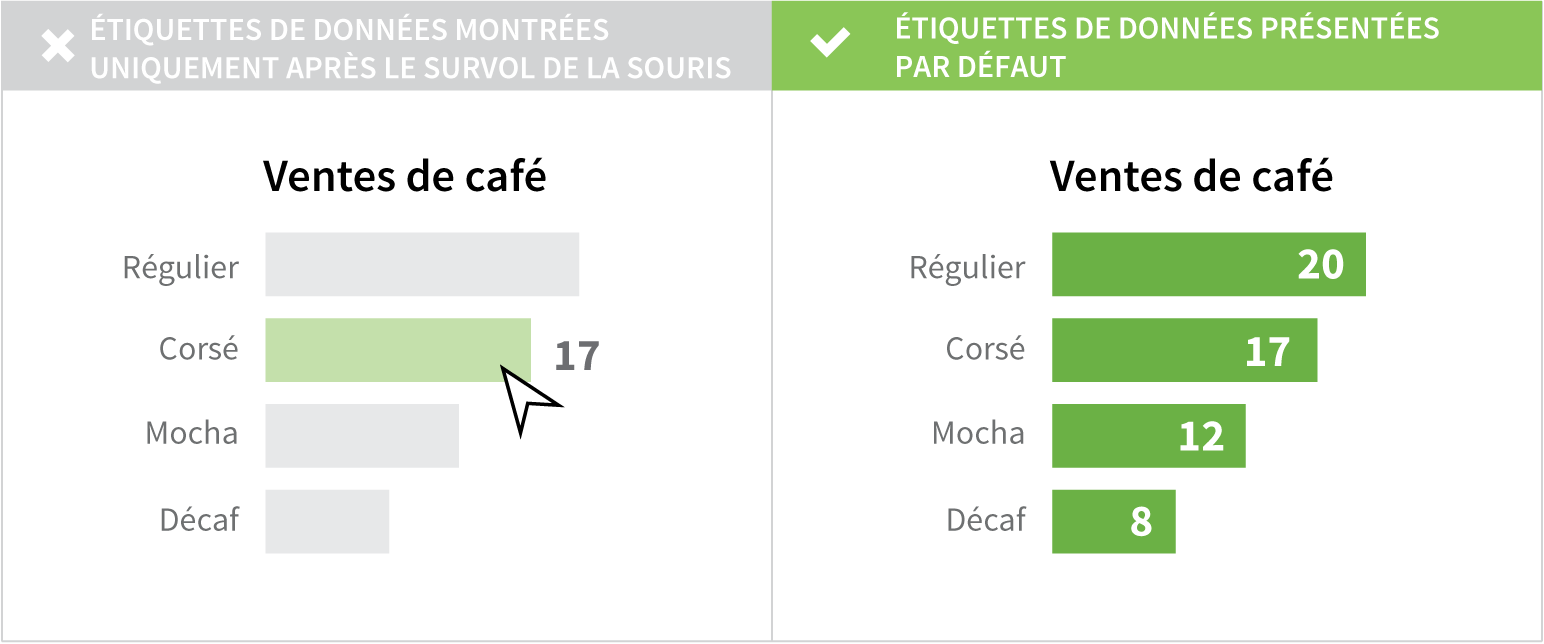 ÉTIQUETTES DE DONNÉES MONTRÉES
UNIQUEMENT APRÈS LE SURVOL DE LA SOURIS
Ventes de café
Régulier
Corsé
17
Mocha
Décaf
ÉTIQUETTES DE DONNÉES PRÉSENTÉES
PAR DÉFAUT
Ventes de café
Régulier
20
Corsé
17
Mocha
12
Décaf
8